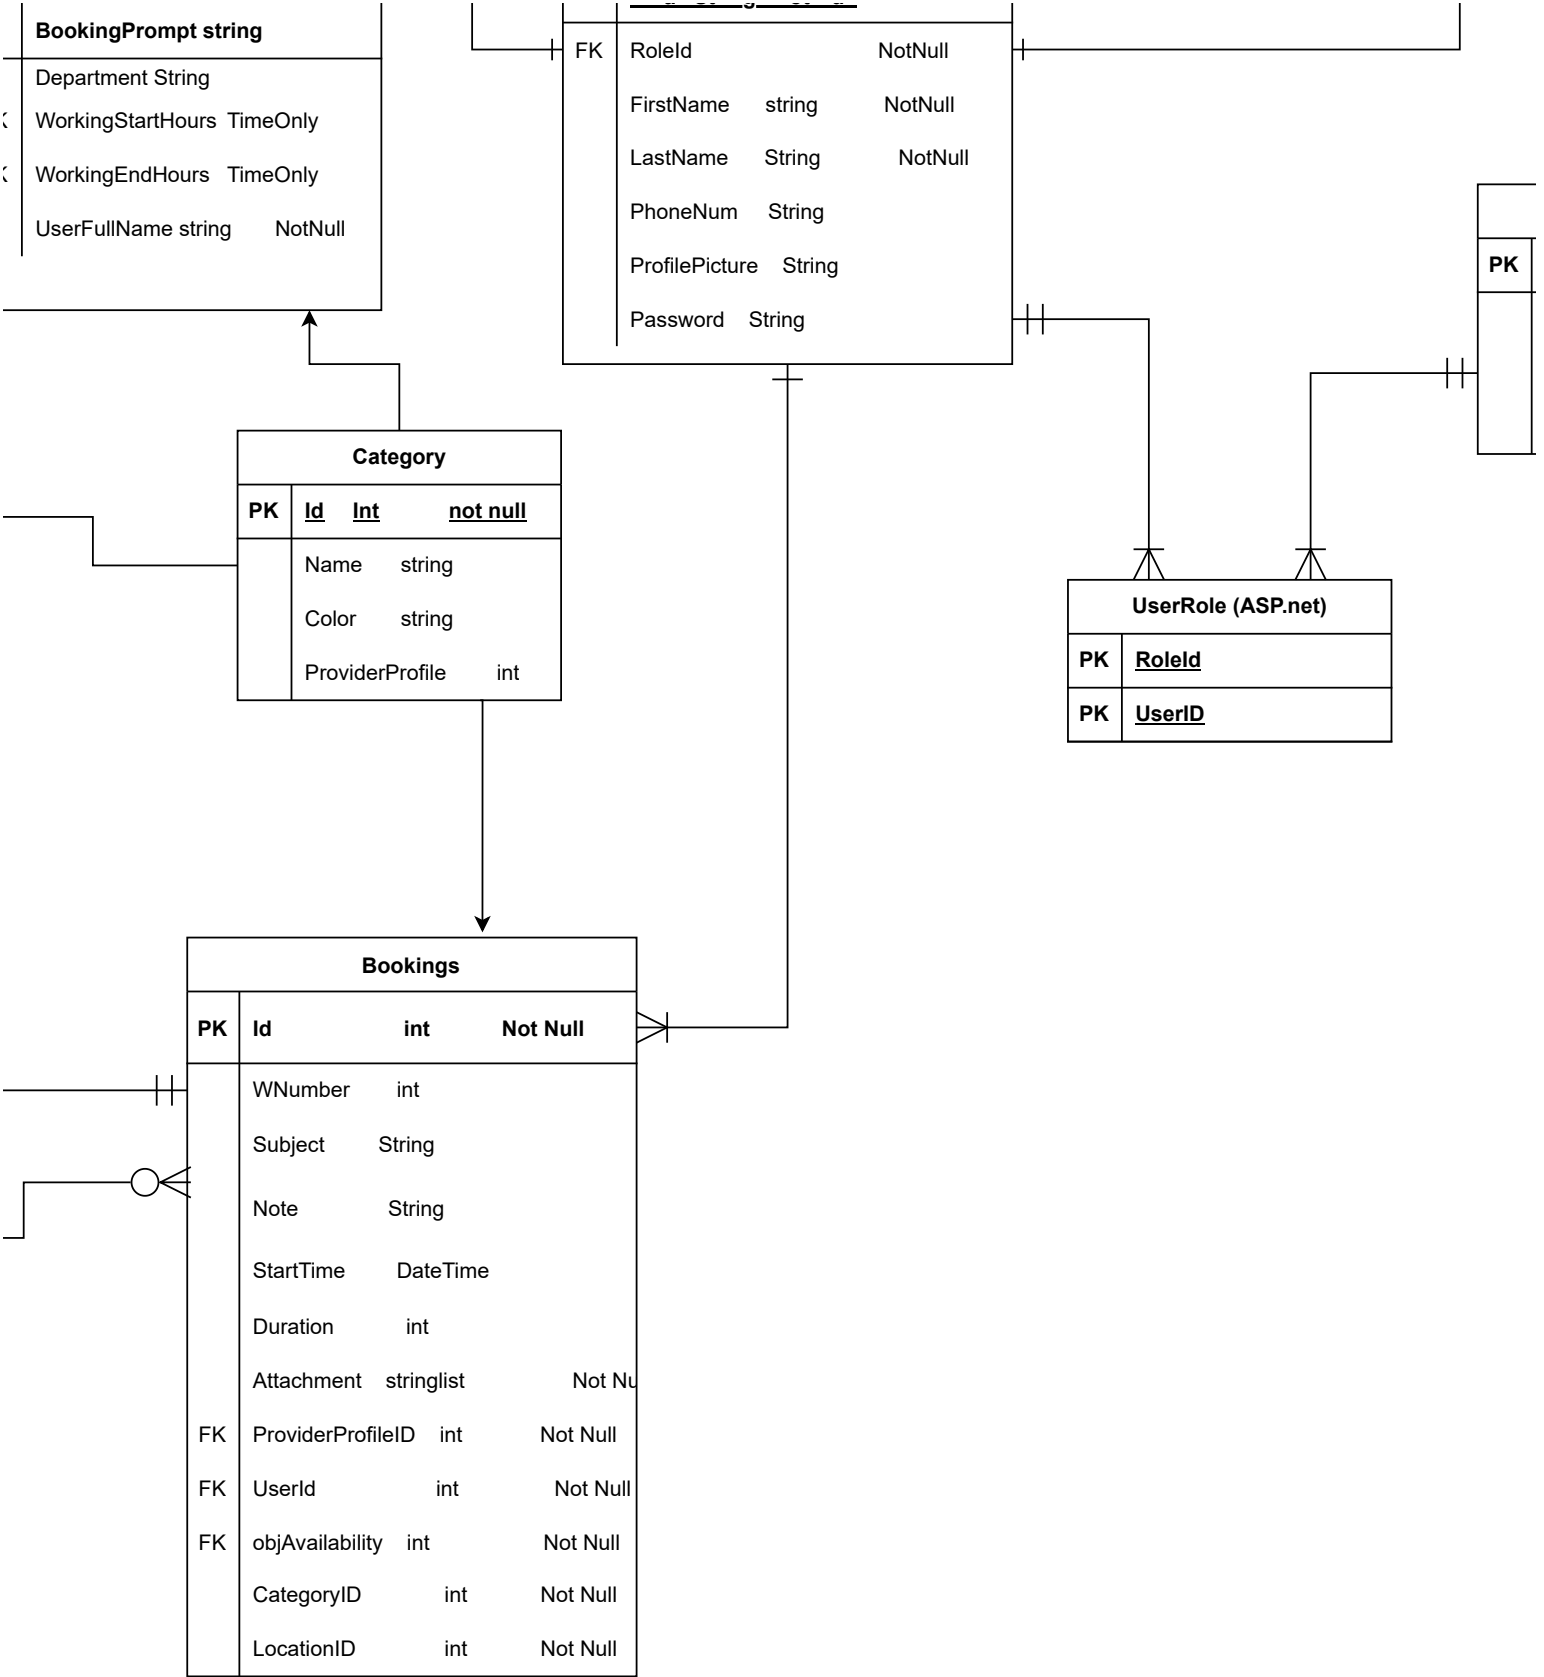 BookingPrompt string
Department String
WorkingStartHours TimeOnly
WorkingEndHours TimeOnly
UserFullName string NotNull
FK RoleId NotNull
FirstName string NotNull
LastName String NotNull
PhoneNum String
ProfilePicture String
Password String
PK
Category
PK Id Int not null
Name string
Color string
ProviderProfile int
UserRole (ASP.net)
PK RoleId
PK UserID
Bookings
PK Id int Not Null
WNumber int
Subject String
Note String
StartTime DateTime
Duration int
Attachment stringlist Not Nu
FK ProviderProfileID int Not Null
FK UserId int Not Null
FK objAvailability int Not Null
CategoryID int Not Null
LocationID int Not Null